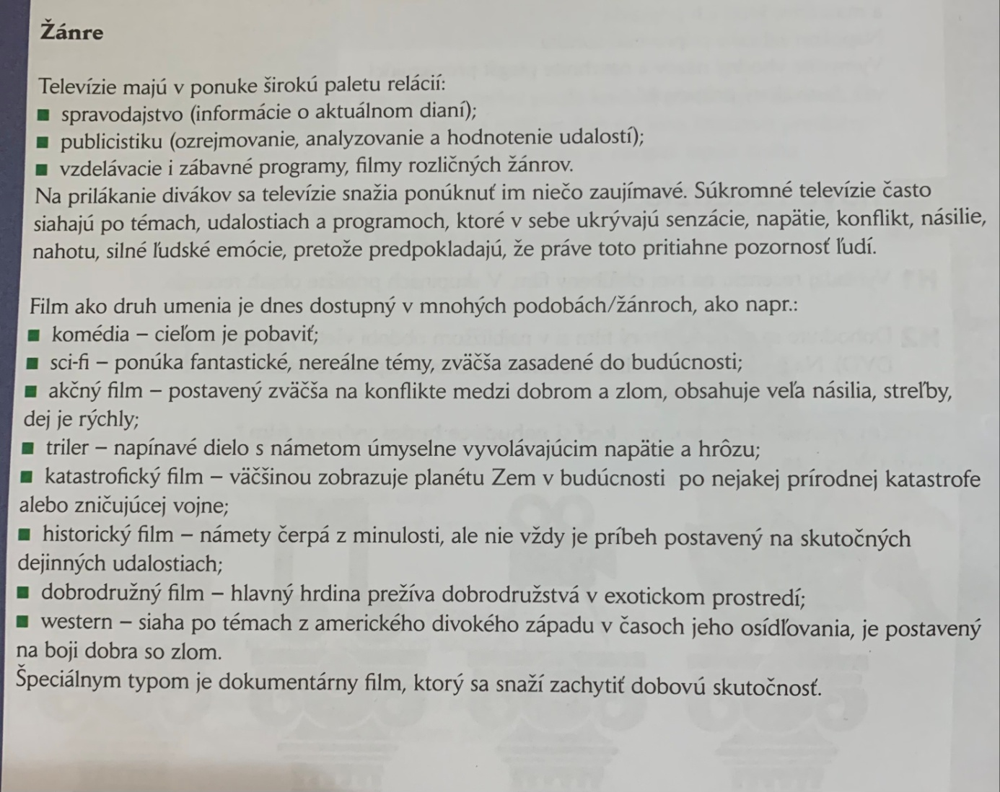 Žánre
Televízie majú v ponuke širokú paletu relácií:
■ spravodajstvo (informácie o aktuálnom dianí);
■ publicistiku (ozrejmovanie, analyzovanie a hodnotenie udalostí);
■ vzdelávacie i zábavné programy, filmy rozličných žánrov.
Na prilákanie divákov sa televízie snažia ponúknuť im niečo zaujímavé. Súkromné televízie často
siahajú po témach, udalostiach a programoch, ktoré v sebe ukrývajú senzácie, napätie, konflikt, násilie,
nahotu, silné ľudské emócie, pretože predpokladajú, že práve toto pritiahne pozornosť ľudí.
Film ako druh umenia je dnes dostupný v mnohých podobách/žánroch, ako napr.:
■ komédia – cieľom je pobaviť;
■ sci-fi – ponúka fantastické, nereálne témy, zväčša zasadené do budúcnosti;
■ akčný film – postavený zväčša na konflikte medzi dobrom a zlom, obsahuje veľa násilia, streľby,
dej je rýchly;
■ triler – napínavé dielo s námetom úmyselne vyvolávajúcim napätie a hrôzu;
■ katastrofický film – väčšinou zobrazuje planétu Zem v budúcnosti po nejakej prírodnej katastrofe
alebo zničujúcej vojne;
■ historický film – námety čerpá z minulosti, ale nie vždy je príbeh postavený na skutočných
dejinných udalostiach;
■ dobrodružný film – hlavný hrdina prežíva dobrodružstvá v exotickom prostredí;
■ western – siaha po témach z amerického divokého západu v časoch jeho osídľovania, je postavený
na boji dobra so zlom.
Špeciálnym typom je dokumentárny film, ktorý sa snaží zachytiť dobovú skutočnosť.